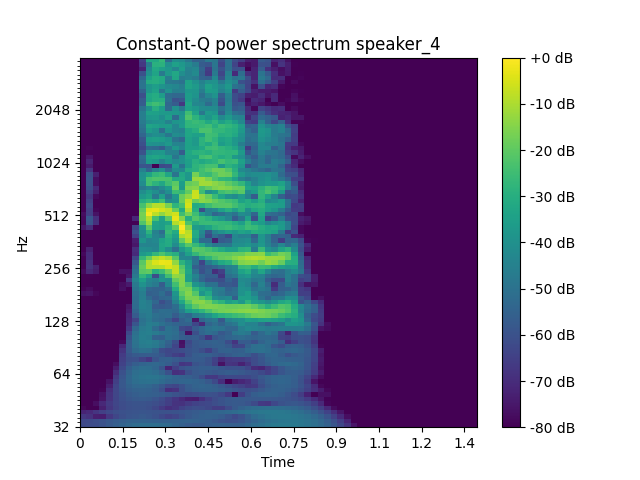 Constant-Q power spectrum speaker_4
Hz
2048
1024
512
256
128
64
32
0 0.15 0.3 0.45 0.6 0.75 0.9 1.1 1.2 1.4
Time
+0 dB
-10 dB
-20 dB
-30 dB
-40 dB
-50 dB
-60 dB
-70 dB
-80 dB